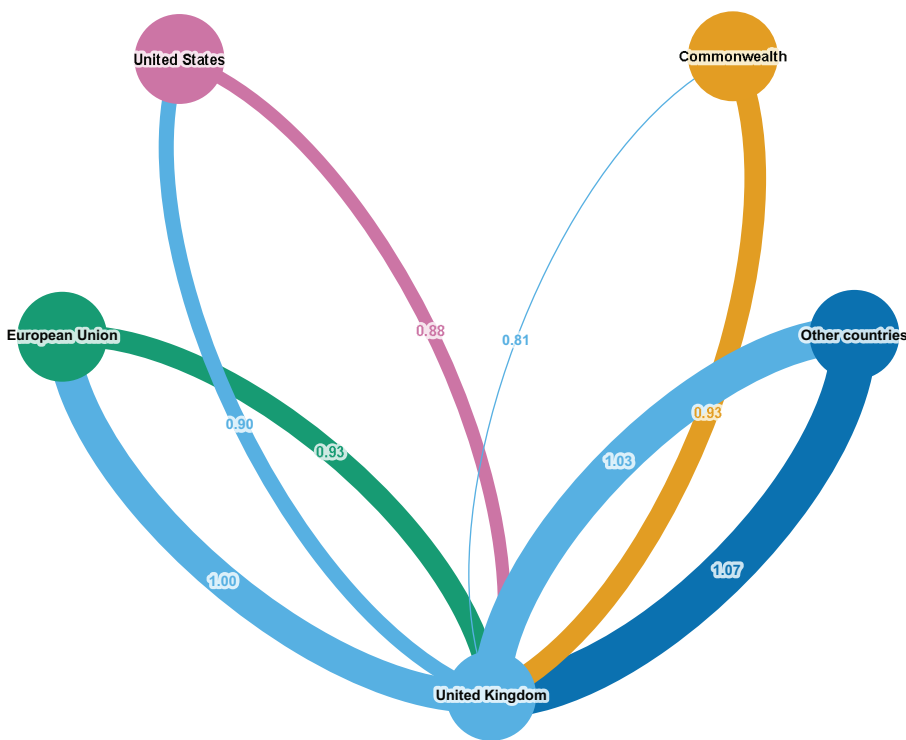 United States
Commonwealth
0.88
0.81
European Union
Other countries
0.93
0.90
0.93
1.03
1.07
1.00
United Kingdom